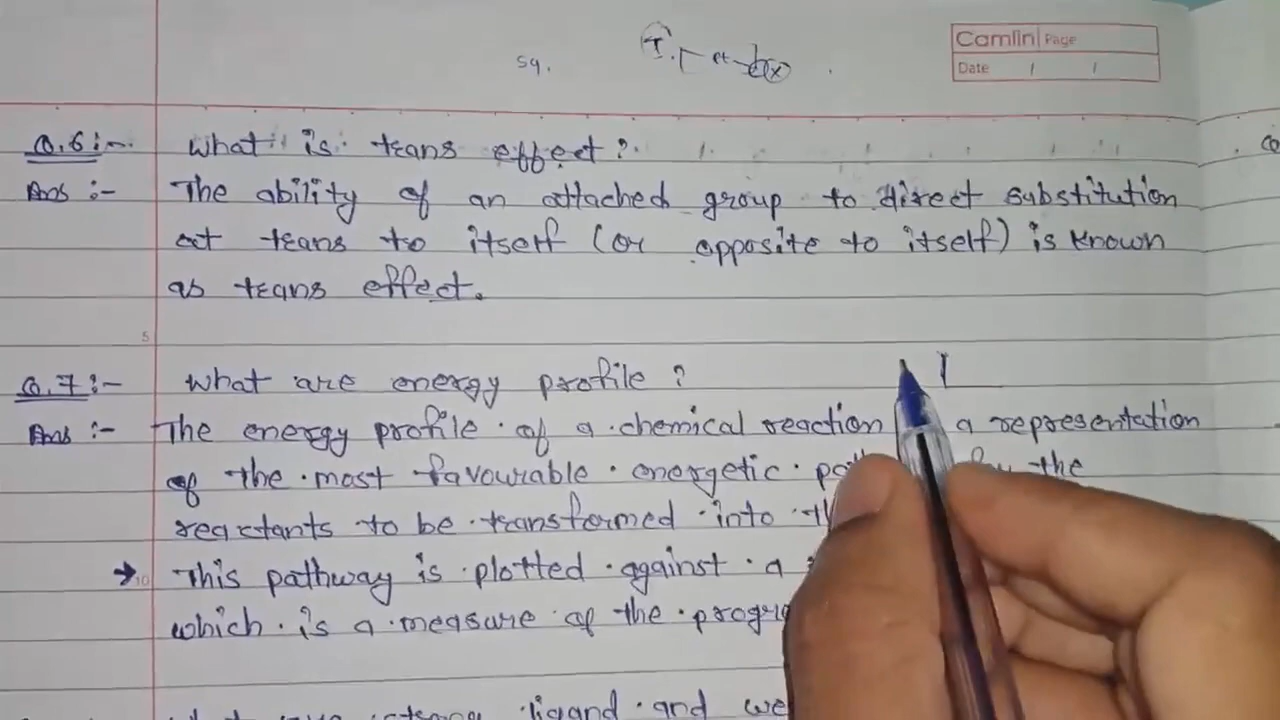 Camlin Page
Date / /
sq.
Q.6:- What is trans effect?
Ans :- The ability of an attached group to direct substitution
at trans to itself (or opposite to itself) is known
as trans effect.
5
Q.7:- What are energy profile ?
Ans :- The energy profile of a chemical reaction a representation
of the most favourable energetic the
reactants to be transformed into
→ 10 This pathway is plotted against a
which is a measure of the
ligand and